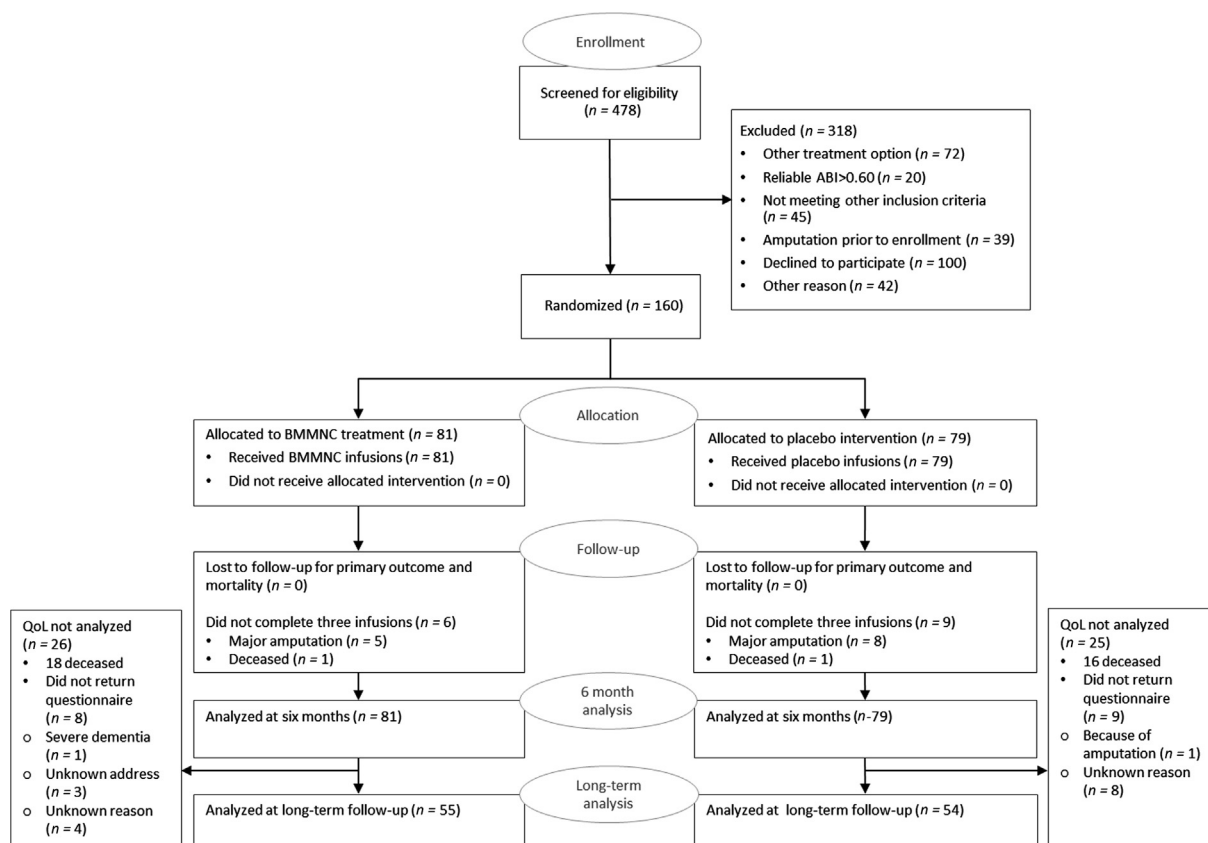 Enrollment
Screened for eligibility
(n = 478)
Excluded (n = 318)
• Other treatment option (n = 72)
• Reliable ABI>0.60 (n = 20)
• Not meeting other inclusion criteria
(n = 45)
• Amputation prior to enrollment (n = 39)
• Declined to participate (n = 100)
• Other reason (n = 42)
Randomized (n = 160)
Allocation
Allocated to BMMNC treatment (n = 81)
• Received BMMNC infusions (n = 81)
• Did not receive allocated intervention (n = 0)
Allocated to placebo intervention (n = 79)
• Received placebo infusions (n = 79)
• Did not receive allocated intervention (n = 0)
Follow-up
Lost to follow-up for primary outcome and
mortality (n = 0)
Did not complete three infusions (n = 6)
• Major amputation (n = 5)
• Deceased (n = 1)
Lost to follow-up for primary outcome and
mortality (n = 0)
Did not complete three infusions (n = 9)
• Major amputation (n = 8)
• Deceased (n = 1)
QoL not analyzed
(n = 26)
• 18 deceased
• Did not return
questionnaire
(n = 8)
o Severe dementia
(n = 1)
o Unknown address
(n = 3)
o Unknown reason
(n = 4)
QoL not analyzed
(n = 25)
• 16 deceased
• Did not return
questionnaire
(n = 9)
o Because of
amputation (n = 1)
o Unknown reason
(n = 8)
6 month
analysis
Analyzed at six months (n = 81)
Analyzed at six months (n-79)
Long-term
analysis
Analyzed at long-term follow-up (n = 55)
Analyzed at long-term follow-up (n = 54)